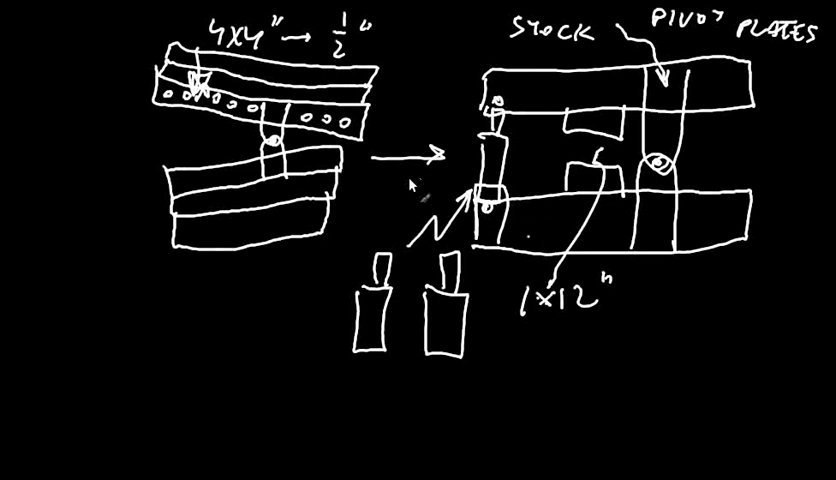 4X4" → 1/2"
STOCK PIVOT PLATES
1X12"